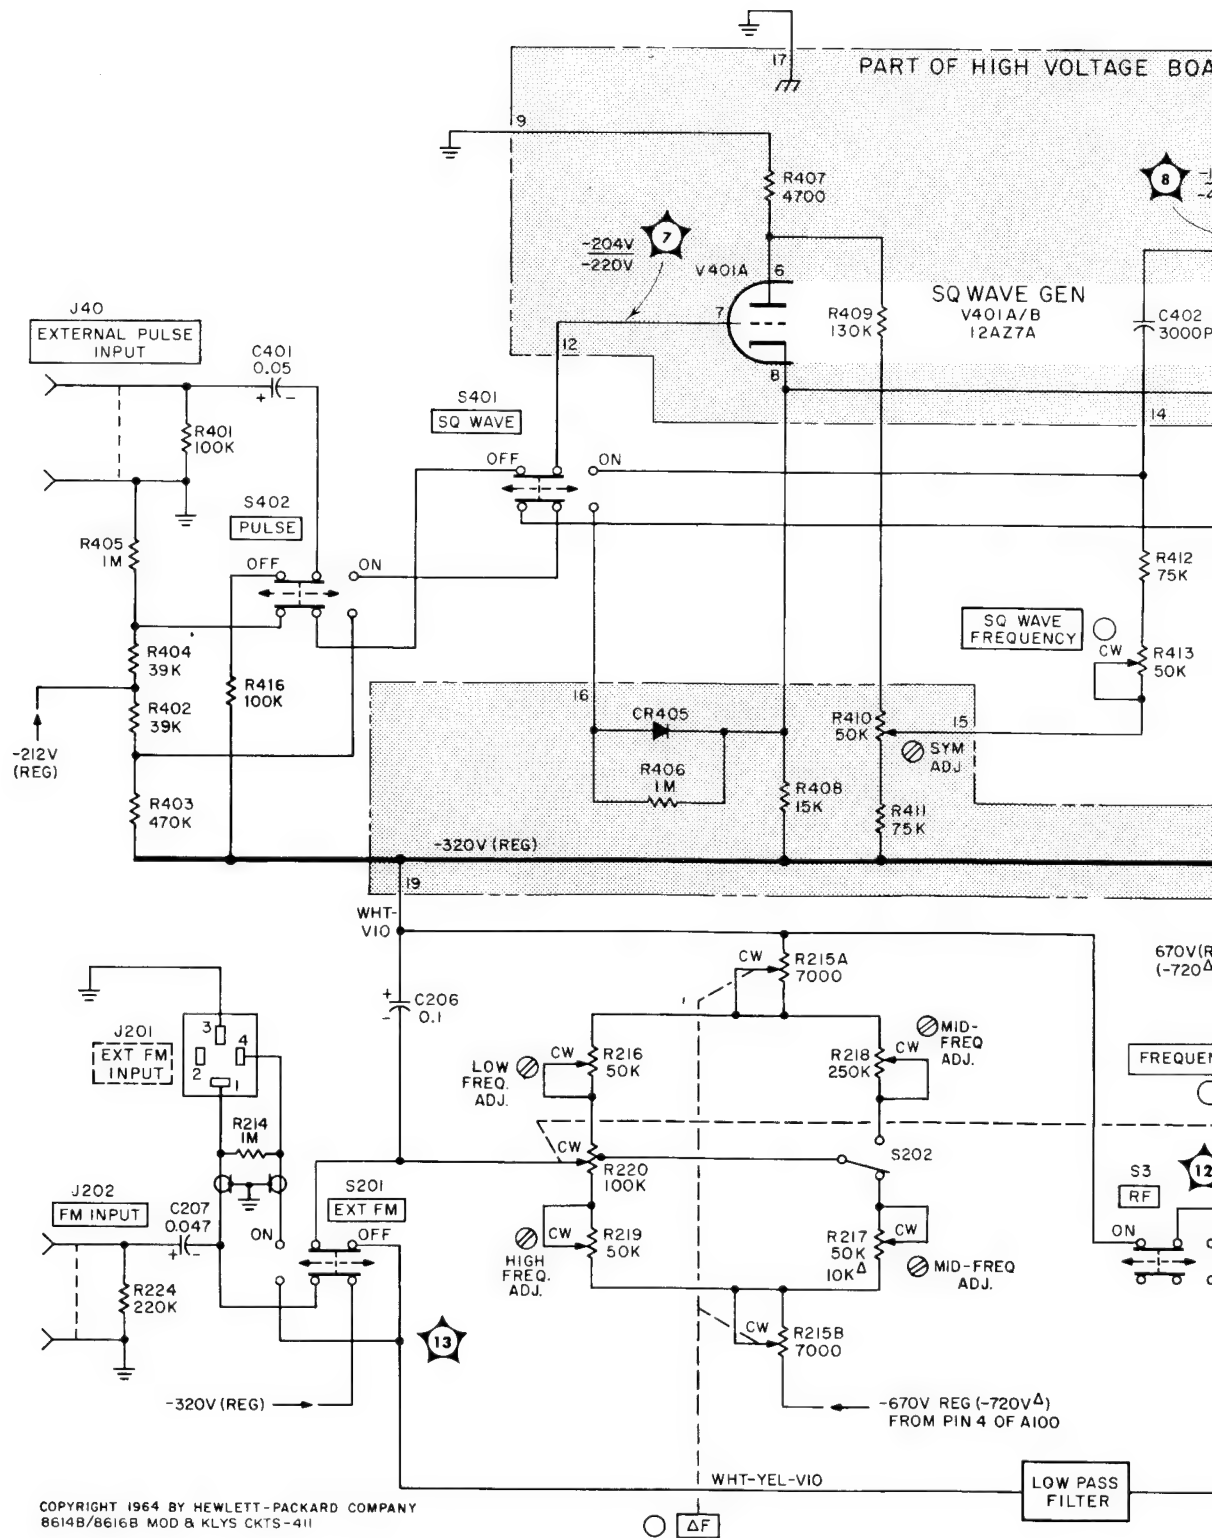 17
PART OF HIGH VOLTAGE
9
R407
4700
8
7
-204V
-220V
V401A
6
SQ WAVE GEN
V401A/B
12AZ7A
7
R409
130K
C402
3000P
J40
EXTERNAL PULSE
INPUT
12
8
C401
0.05
+ -
S401
SQ WAVE
14
R401
100K
OFF
ON
S402
PULSE
R405
1M
OFF
ON
R412
75K
SQ WAVE
FREQUENCY
CW
R413
50K
R404
39K
R416
100K
16
CR405
R410
50K
15
R402
39K
-212V
(REG)
SYM
ADJ
R406
1M
R408
15K
R403
470K
R411
75K
-320V (REG)
19
WHT-
VIO
CW
R215A
7000
670V(R
(-720Δ
+
-
C206
0.1
J201
EXT FM
INPUT
3
4
2
1
MID-
FREQ
ADJ.
CW
R216
50K
R218
250K
CW
LOW
FREQ.
ADJ.
R214
1M
CW
R220
100K
S202
S3
RF
12
J202
FM INPUT
C207
0.047
+ -
S201
EXT FM
ON
OFF
ON
CW
R219
50K
R217
50K
10KΔ
CW
HIGH
FREQ.
ADJ.
MID-FREQ
ADJ.
R224
220K
13
CW
R215B
7000
-320V (REG)
-670V REG (-720VΔ)
FROM PIN 4 OF A100
WHT-YEL-VIO
LOW PASS
FILTER
COPYRIGHT 1964 BY HEWLETT-PACKARD COMPANY
8614B/8616B MOD & KLYS CKTS-411
ΔF